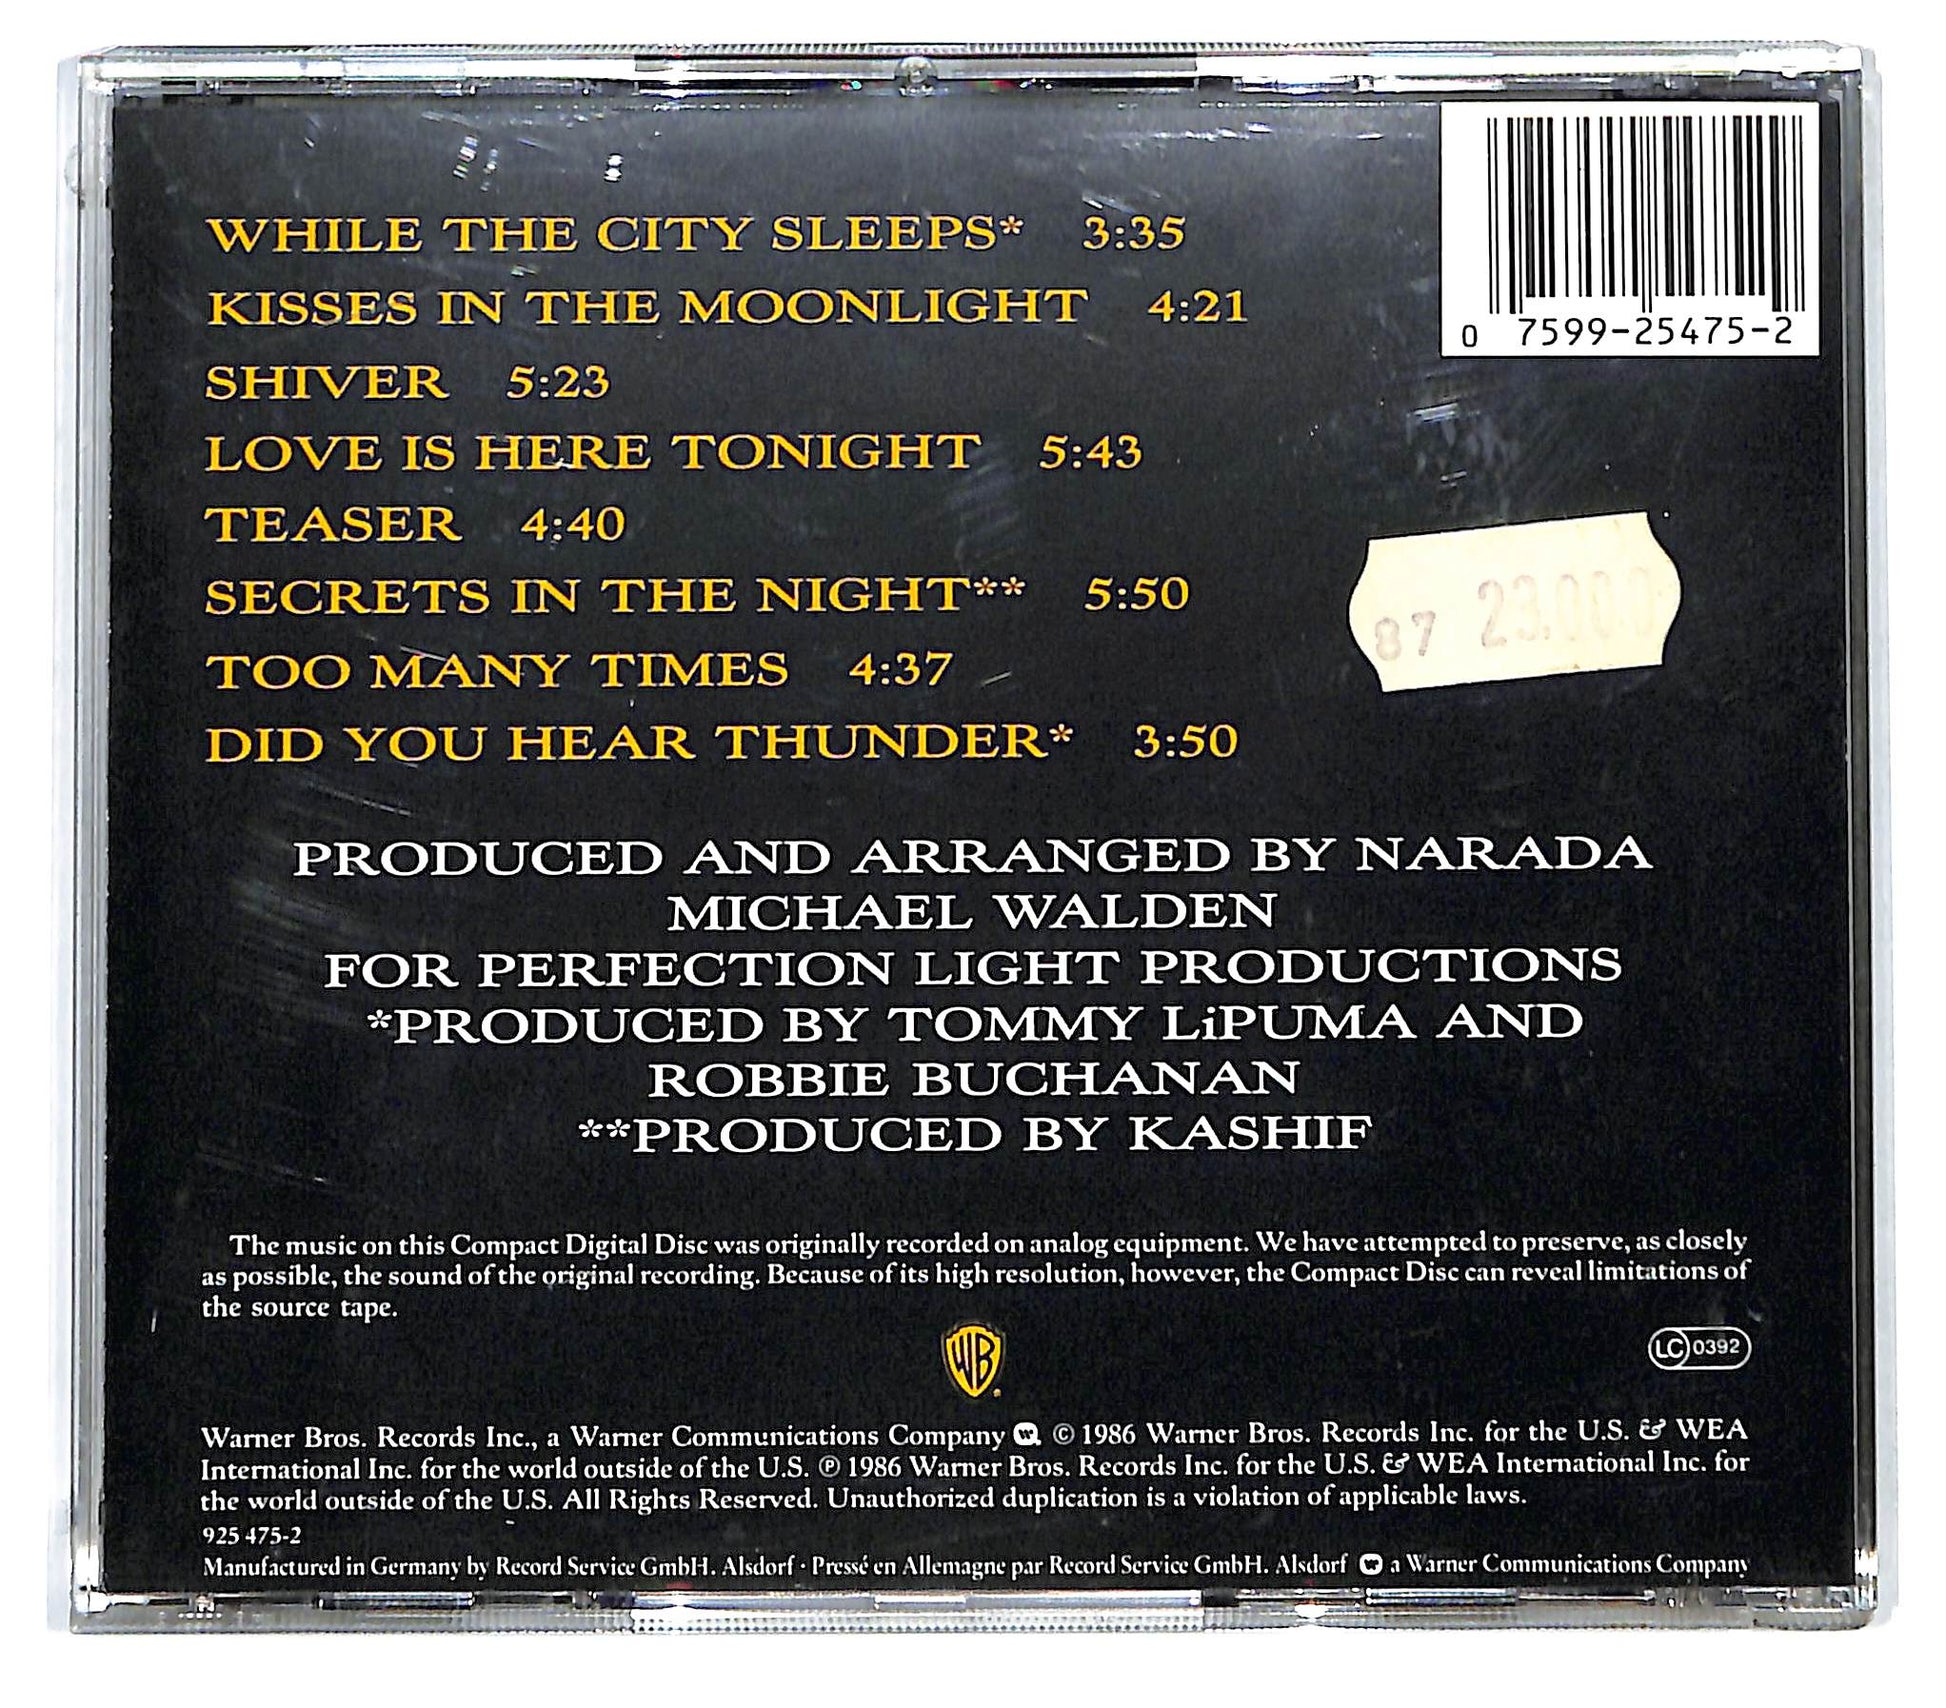 WHILE THE CITY SLEEPS* 3:35
KISSES IN THE MOONLIGHT 4:21
SHIVER 5:23
LOVE IS HERE TONIGHT 5:43
TEASER 4:40
SECRETS IN THE NIGHT** 5:50
TOO MANY TIMES 4:37
DID YOU HEAR THUNDER* 3:50
0 7599-25475-2
87 23.000
PRODUCED AND ARRANGED BY NARADA
MICHAEL WALDEN
FOR PERFECTION LIGHT PRODUCTIONS
*PRODUCED BY TOMMY LiPUMA AND
ROBBIE BUCHANAN
**PRODUCED BY KASHIF
The music on this Compact Digital Disc was originally recorded on analog equipment. We have attempted to preserve, as closely
as possible, the sound of the original recording. Because of its high resolution, however, the Compact Disc can reveal limitations of
the source tape.
WB
LC 0392
Warner Bros. Records Inc., a Warner Communications Company © 1986 Warner Bros. Records Inc. for the U.S. & WEA
International Inc. for the world outside of the U.S. ℗ 1986 Warner Bros. Records Inc. for the U.S. & WEA International Inc. for
the world outside of the U.S. All Rights Reserved. Unauthorized duplication is a violation of applicable laws.
925 475-2
Manufactured in Germany by Record Service GmbH. Alsdorf · Pressé en Allemagne par Record Service GmbH. Alsdorf a Warner Communications Company